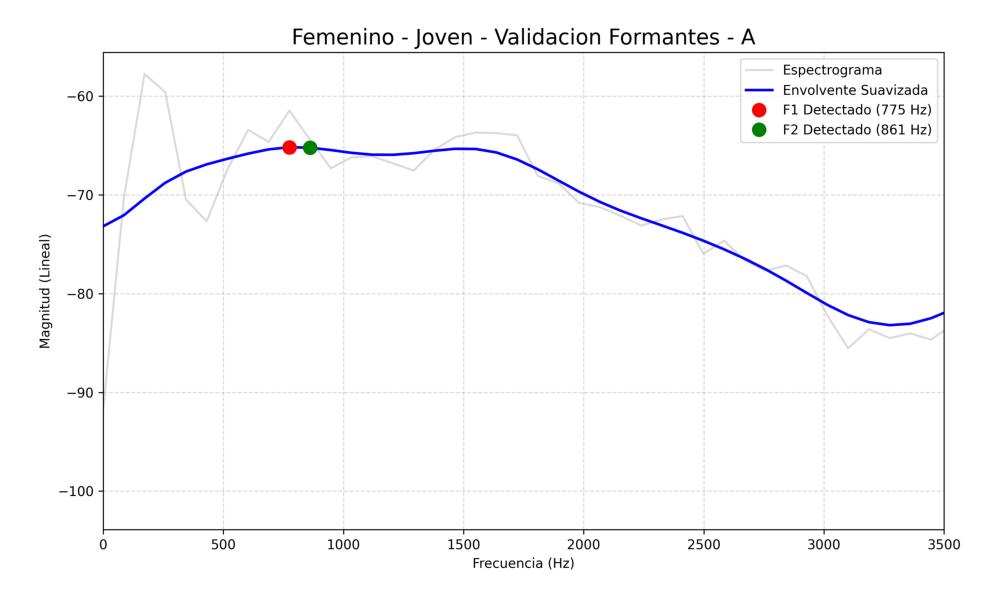 Femenino - Joven - Validacion Formantes - A
Espectrograma
Envolvente Suavizada
F1 Detectado (775 Hz)
F2 Detectado (861 Hz)
Magnitud (Lineal)
−60
−70
−80
−90
−100
0 500 1000 1500 2000 2500 3000 3500
Frecuencia (Hz)